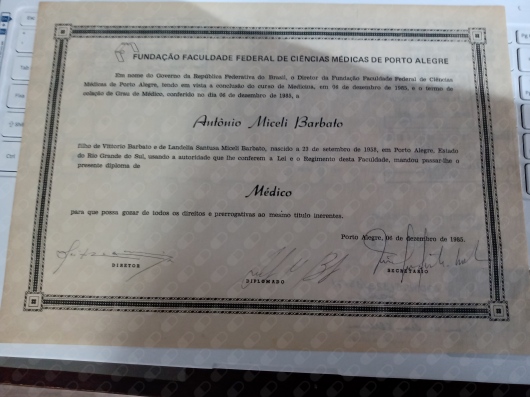 FUNDAÇÃO FACULDADE FEDERAL DE CIÊNCIAS MÉDICAS DE PORTO ALEGRE
Em nome do Governo da República Federativa do Brasil, o Diretor da Fundação Faculdade Federal de Ciências
Médicas de Porto Alegre, tendo em vista a conclusão do curso de Medicina, em 06 de dezembro de 1985, e o termo de
colação de Grau de Médico, conferido no dia 06 de dezembro de 1985, a
Antônio Miceli Barbato
filho de Vittorio Barbato e de Landelia Santusa Miceli Barbato, nascido a 23 de setembro de 1958, em Porto Alegre, Estado
do Rio Grande do Sul, usando a autoridade que lhe conferem a Lei e o Regimento desta Faculdade, mandou passar-lhe o
presente diploma de
Médico
para que possa gozar de todos os direitos e prerrogativas ao mesmo título inerentes.
Porto Alegre, 06 de dezembro de 1985.
DIRETOR
DIPLOMADO
SECRETÁRIO
Ctrl